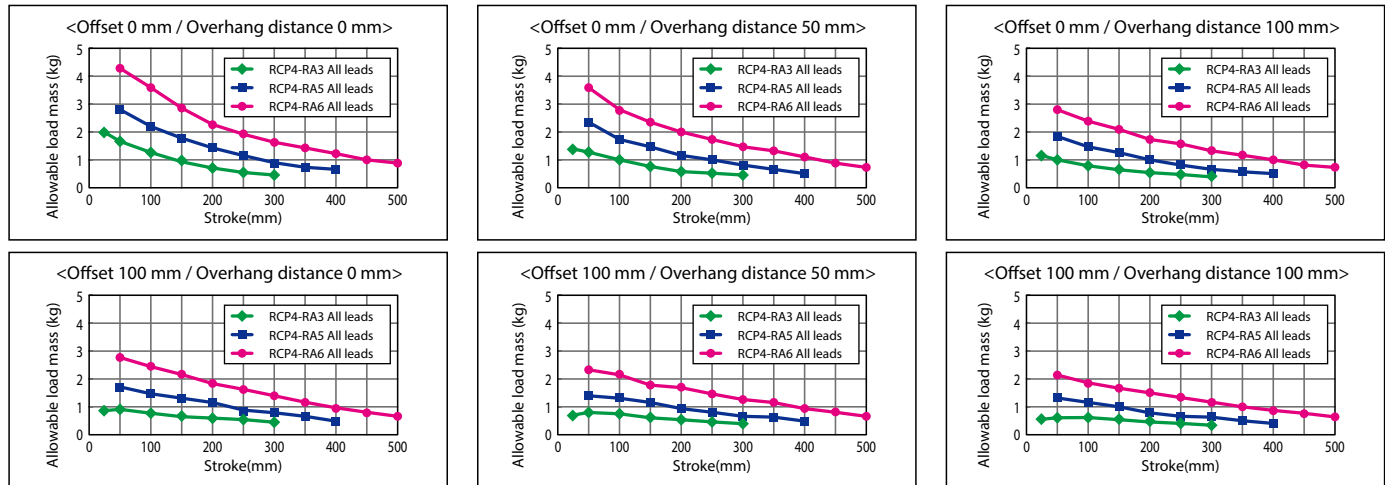 <Offset 0 mm / Overhang distance 0 mm>
Allowable load mass (kg)
5
4
3
2
1
0
RCP4-RA3 All leads
RCP4-RA5 All leads
RCP4-RA6 All leads
0 100 200 300 400 500
Stroke(mm)
<Offset 0 mm / Overhang distance 50 mm>
Allowable load mass (kg)
5
4
3
2
1
0
RCP4-RA3 All leads
RCP4-RA5 All leads
RCP4-RA6 All leads
0 100 200 300 400 500
Stroke(mm)
<Offset 0 mm / Overhang distance 100 mm>
Allowable load mass (kg)
5
4
3
2
1
0
RCP4-RA3 All leads
RCP4-RA5 All leads
RCP4-RA6 All leads
0 100 200 300 400 500
Stroke(mm)
<Offset 100 mm / Overhang distance 0 mm>
Allowable load mass (kg)
5
4
3
2
1
0
RCP4-RA3 All leads
RCP4-RA5 All leads
RCP4-RA6 All leads
0 100 200 300 400 500
Stroke(mm)
<Offset 100 mm / Overhang distance 50 mm>
Allowable load mass (kg)
5
4
3
2
1
0
RCP4-RA3 All leads
RCP4-RA5 All leads
RCP4-RA6 All leads
0 100 200 300 400 500
Stroke(mm)
<Offset 100 mm / Overhang distance 100 mm>
Allowable load mass (kg)
5
4
3
2
1
0
RCP4-RA3 All leads
RCP4-RA5 All leads
RCP4-RA6 All leads
0 100 200 300 400 500
Stroke(mm)